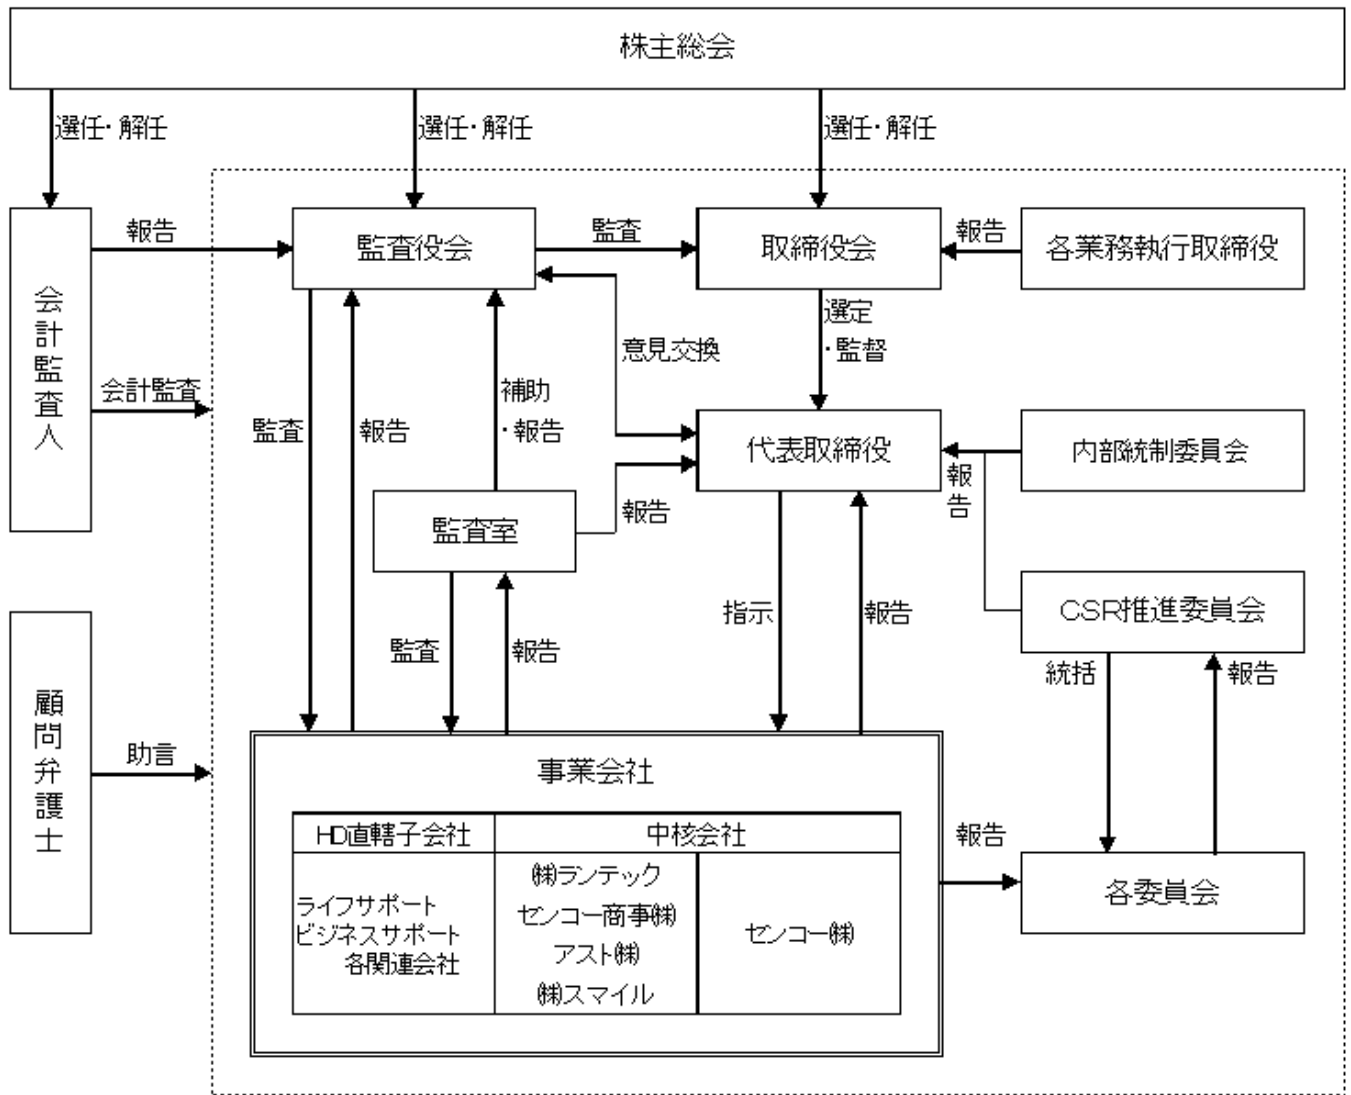 株主総会
選任・解任
選任・解任
選任・解任
会計監査人
報告
監査役会
監査
取締役会
報告
各業務執行取締役
選定
・監督
意見交換
会計監査
補助
・報告
監査
報告
代表取締役
報告
内部統制委員会
監査室
報告
指示
報告
CSR推進委員会
監査
報告
統括
報告
顧問弁護士
助言
事業会社
HD直轄子会社
中核会社
ライフサポート
ビジネスサポート
各関連会社
㈱ランテック
センコー商事㈱
アスト㈱
㈱スマイル
センコー㈱
報告
各委員会